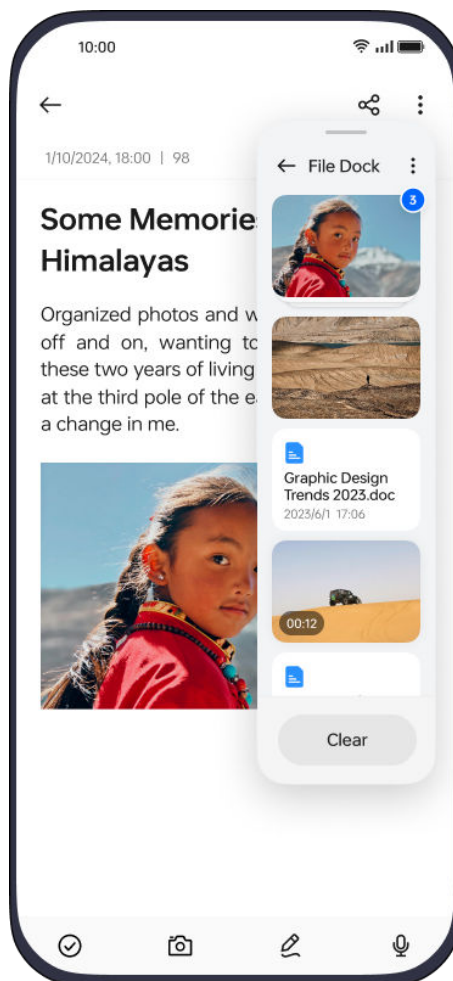 10:00
1/10/2024, 18:00 | 98
File Dock
3
Some Memories
Himalayas
Organized photos and
off and on, wanting to
these two years of living
at the third pole of the
a change in me.
Graphic Design
Trends 2023.doc
2023/6/1 17:06
00:12
Clear